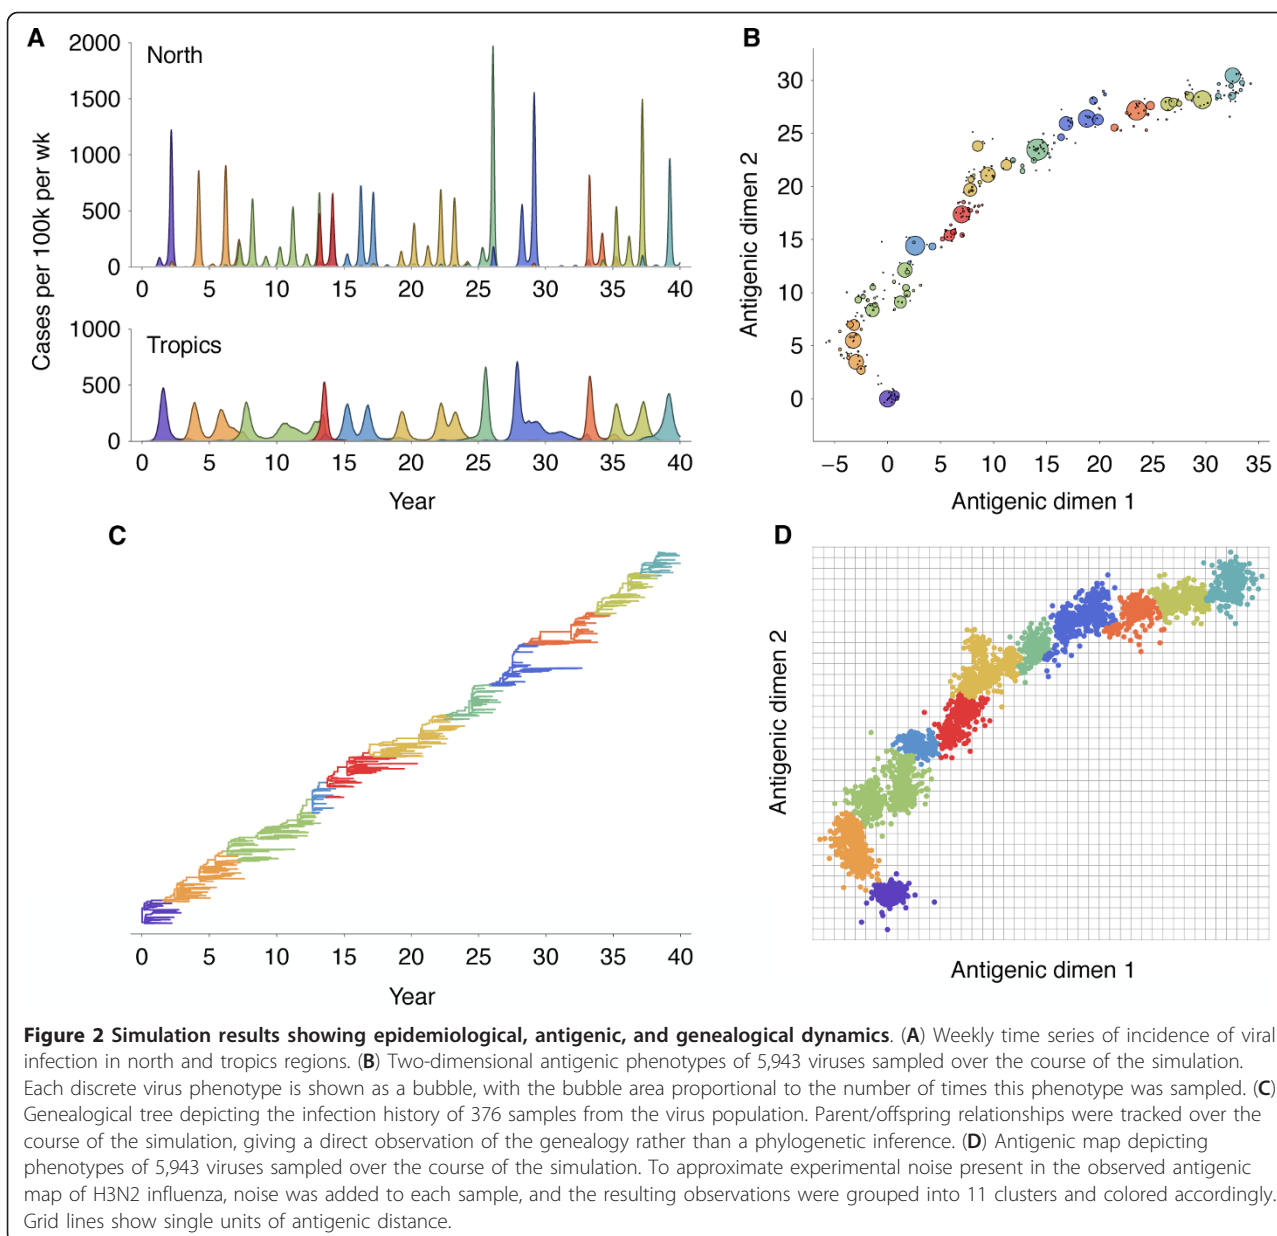 A
Cases per 100k per wk
2000
1500
1000
500
0
North
0 5 10 15 20 25 30 35 40
1000
500
0
Tropics
0 5 10 15 20 25 30 35 40
Year
B
Antigenic dimen 2
30
25
20
15
10
5
0
−5 0 5 10 15 20 25 30 35
Antigenic dimen 1
C
0 5 10 15 20 25 30 35 40
Year
D
Antigenic dimen 2
Antigenic dimen 1
Figure 2 Simulation results showing epidemiological, antigenic, and genealogical dynamics. (A) Weekly time series of incidence of viral
infection in north and tropics regions. (B) Two-dimensional antigenic phenotypes of 5,943 viruses sampled over the course of the simulation.
Each discrete virus phenotype is shown as a bubble, with the bubble area proportional to the number of times this phenotype was sampled. (C)
Genealogical tree depicting the infection history of 376 samples from the virus population. Parent/offspring relationships were tracked over the
course of the simulation, giving a direct observation of the genealogy rather than a phylogenetic inference. (D) Antigenic map depicting
phenotypes of 5,943 viruses sampled over the course of the simulation. To approximate experimental noise present in the observed antigenic
map of H3N2 influenza, noise was added to each sample, and the resulting observations were grouped into 11 clusters and colored accordingly.
Grid lines show single units of antigenic distance.